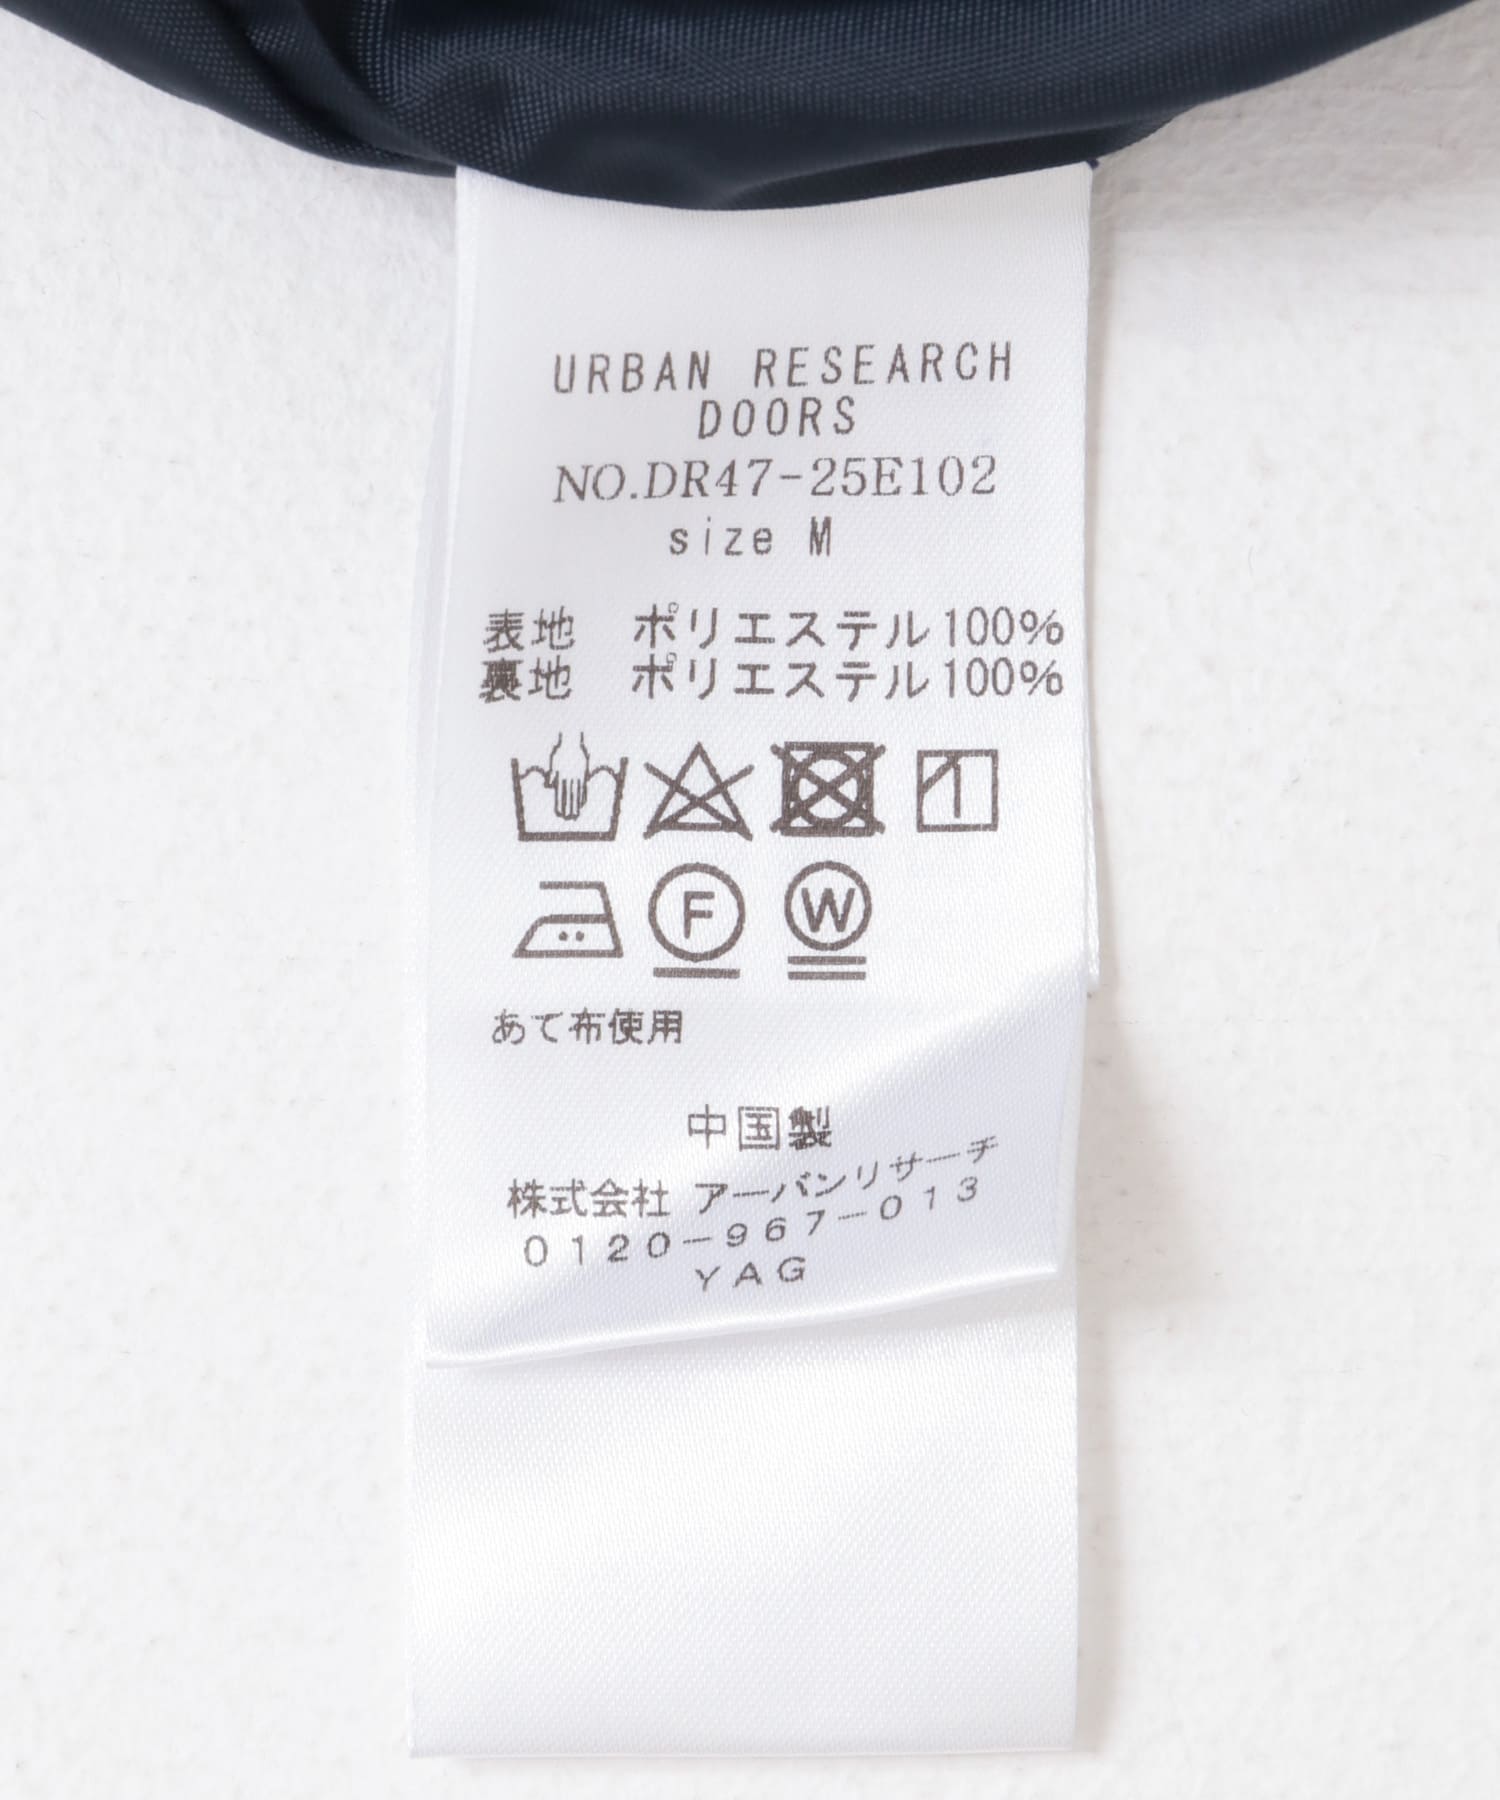 URBAN RESEARCH
DOORS
NO.DR47-25E102
size M
表地 ポリエステル100%
裏地 ポリエステル100%
F W
あて布使用
中国製
株式会社 アーバンリサーチ
0120-967-013
YAG